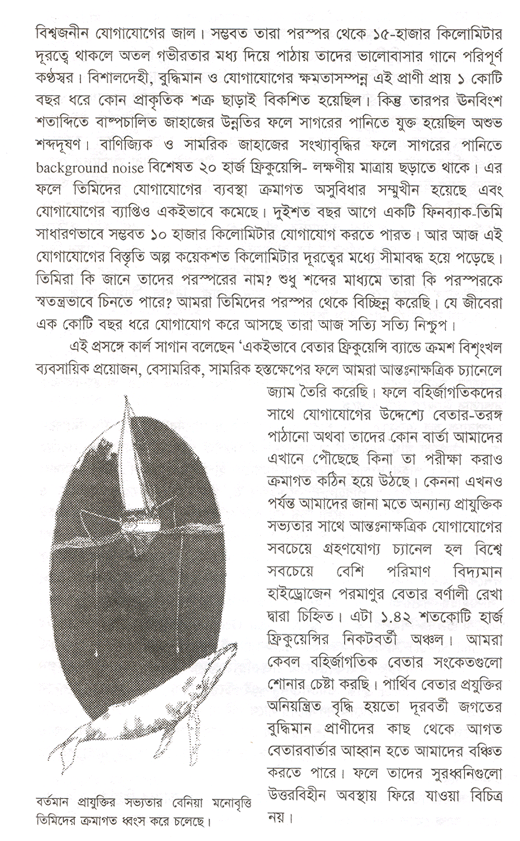 বিশ্বজনীন যোগাযোগের জাল। সম্ভবত তারা পরস্পর থেকে ১৫-হাজার কিলোমিটার
দূরত্বে থাকলে অতল গভীরতার মধ্য দিয়ে পাঠায় তাদের ভালোবাসার গানে পরিপূর্ণ
কণ্ঠস্বর। বিশালদেহী, বুদ্ধিমান ও যোগাযোগের ক্ষমতাসম্পন্ন এই প্রাণী প্রায় ১ কোটি
বছর ধরে কোন প্রাকৃতিক শত্রু ছাড়াই বিকশিত হয়েছিল। কিন্তু তারপর ঊনবিংশ
শতাব্দিতে বাষ্পচালিত জাহাজের উন্নতির ফলে সাগরের পানিতে যুক্ত হয়েছিল অশুভ
শব্দদূষণ। বাণিজ্যিক ও সামরিক জাহাজের সংখ্যাবৃদ্ধির ফলে সাগরের পানিতে
background noise বিশেষত ২০ হার্জ ফ্রিকুয়েন্সি- লক্ষণীয় মাত্রায় ছড়াতে থাকে। এর
ফলে তিমিদের যোগাযোগের ব্যবস্থা ক্রমাগত অসুবিধার সম্মুখীন হয়েছে এবং
যোগাযোগের ব্যাপ্তিও একইভাবে কমেছে। দুইশত বছর আগে একটি ফিনব্যাক-তিমি
সাধারণভাবে সম্ভবত ১০ হাজার কিলোমিটার যোগাযোগ করতে পারত। আর আজ এই
যোগাযোগের বিস্তৃতি অল্প কয়েকশত কিলোমিটার দূরত্বের মধ্যে সীমাবদ্ধ হয়ে পড়েছে।
তিমিরা কি জানে তাদের পরস্পরের নাম? শুধু শব্দের মাধ্যমে তারা কি পরস্পরকে
স্বতন্ত্রভাবে চিনতে পারে? আমরা তিমিদের পরস্পর থেকে বিচ্ছিন্ন করেছি। যে জীবেরা
এক কোটি বছর ধরে যোগাযোগ করে আসছে তারা আজ সত্যি সত্যি নিশ্চুপ।
এই প্রসঙ্গে কার্ল সাগান বলেছেন ‘একইভাবে বেতার ফ্রিকুয়েন্সি ব্যান্ডে ক্রমশ বিশৃংখল
ব্যবসায়িক প্রয়োজন, বেসামরিক, সামরিক হস্তক্ষেপের ফলে আমরা আন্তঃনাক্ষত্রিক চ্যানেলে
জ্যাম তৈরি করেছি। ফলে বহির্জাগতিকদের
সাথে যোগাযোগের উদ্দেশ্যে বেতার-তরঙ্গ
পাঠানো অথবা তাদের কোন বার্তা আমাদের
এখানে পৌছেছে কিনা তা পরীক্ষা করাও
ক্রমাগত কঠিন হয়ে উঠছে। কেননা এখনও
পর্যন্ত আমাদের জানা মতে অন্যান্য প্রাযুক্তিক
সভ্যতার সাথে আন্তঃনাক্ষত্রিক যোগাযোগের
সবচেয়ে গ্রহণযোগ্য চ্যানেল হল বিশ্বে
সবচেয়ে বেশি পরিমাণ বিদ্যমান
হাইড্রোজেন পরমাণুর বেতার বর্ণালী রেখা
দ্বারা চিহ্নিত। এটা ১.৪২ শতকোটি হার্জ
ফ্রিকুয়েন্সির নিকটবর্তী অঞ্চল। আমরা
কেবল বহির্জাগতিক বেতার সংকেতগুলো
শোনার চেষ্টা করছি। পার্থিব বেতার প্রযুক্তির
অনিয়ন্ত্রিত বৃদ্ধি হয়তো দূরবর্তী জগতের
বুদ্ধিমান প্রাণীদের কাছ থেকে আগত
বেতারবার্তার আহ্বান হতে আমাদের বঞ্চিত
করতে পারে। ফলে তাদের সুরধ্বনিগুলো
উত্তরবিহীন অবস্থায় ফিরে যাওয়া বিচিত্র
নয়।
বর্তমান প্রাযুক্তির সভ্যতার বেনিয়া মনোবৃত্তি
তিমিদের ক্রমাগত ধ্বংস করে চলেছে।